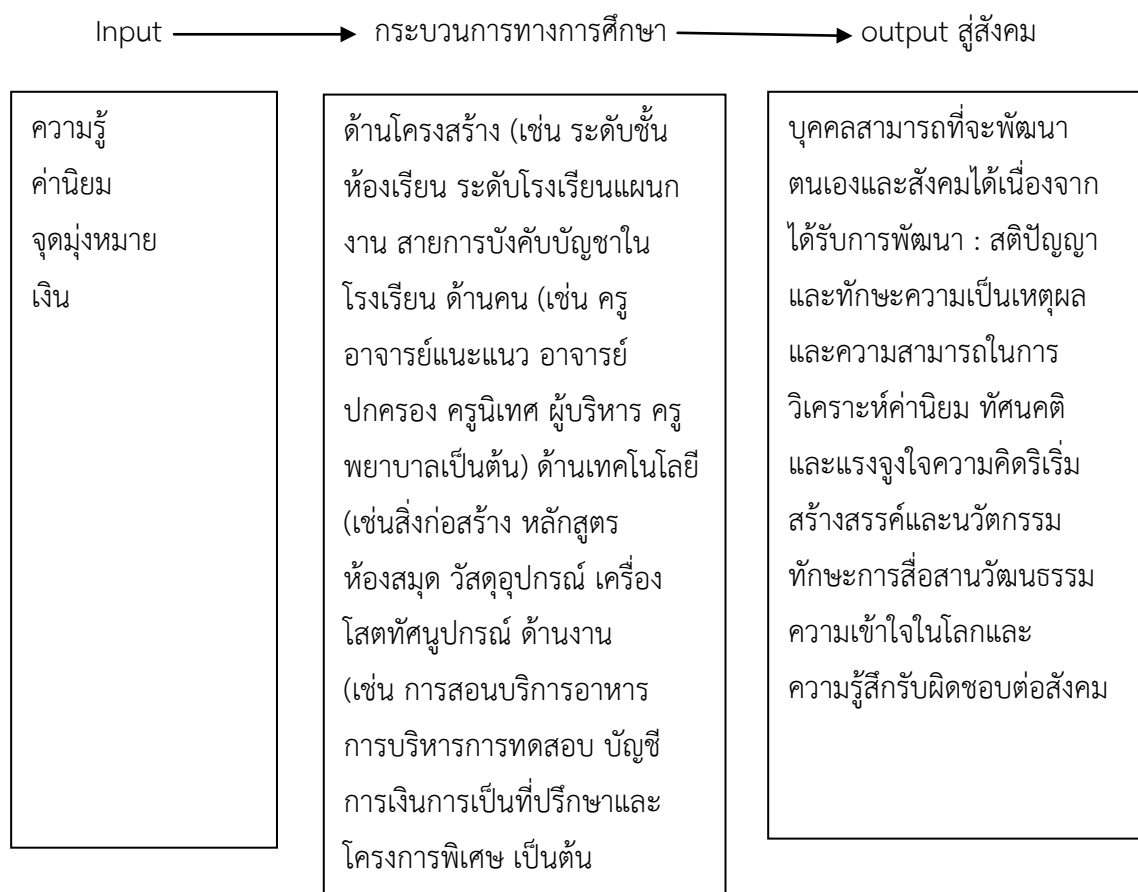 Input กระบวนการทางการศึกษา output สู่สังคม
ความรู้
ค่านิยม
จุดมุ่งหมาย
เงิน
ด้านโครงสร้าง (เช่น ระดับชั้น
ห้องเรียน ระดับโรงเรียนแผนก
งาน สายการบังคับบัญชาใน
โรงเรียน ด้านคน (เช่น ครู
อาจารย์แนะแนว อาจารย์
ปกครอง ครูนิเทศ ผู้บริหาร ครู
พยาบาลเป็นต้น) ด้านเทคโนโลยี
(เช่นสิ่งก่อสร้าง หลักสูตร
ห้องสมุด วัสดุอุปกรณ์ เครื่อง
โสตทัศนูปกรณ์ ด้านงาน
(เช่น การสอนบริการอาหาร
การบริหารการทดสอบ บัญชี
การเงินการเป็นที่ปรึกษาและ
โครงการพิเศษ เป็นต้น
บุคคลสามารถที่จะพัฒนา
ตนเองและสังคมได้เนื่องจาก
ได้รับการพัฒนา : สติปัญญา
และทักษะความเป็นเหตุผล
และความสามารถในการ
วิเคราะห์ค่านิยม ทัศนคติ
และแรงจูงใจความคิดริเริ่ม
สร้างสรรค์และนวัตกรรม
ทักษะการสื่อสารวัฒนธรรม
ความเข้าใจในโลกและ
ความรู้สึกรับผิดชอบต่อสังคม